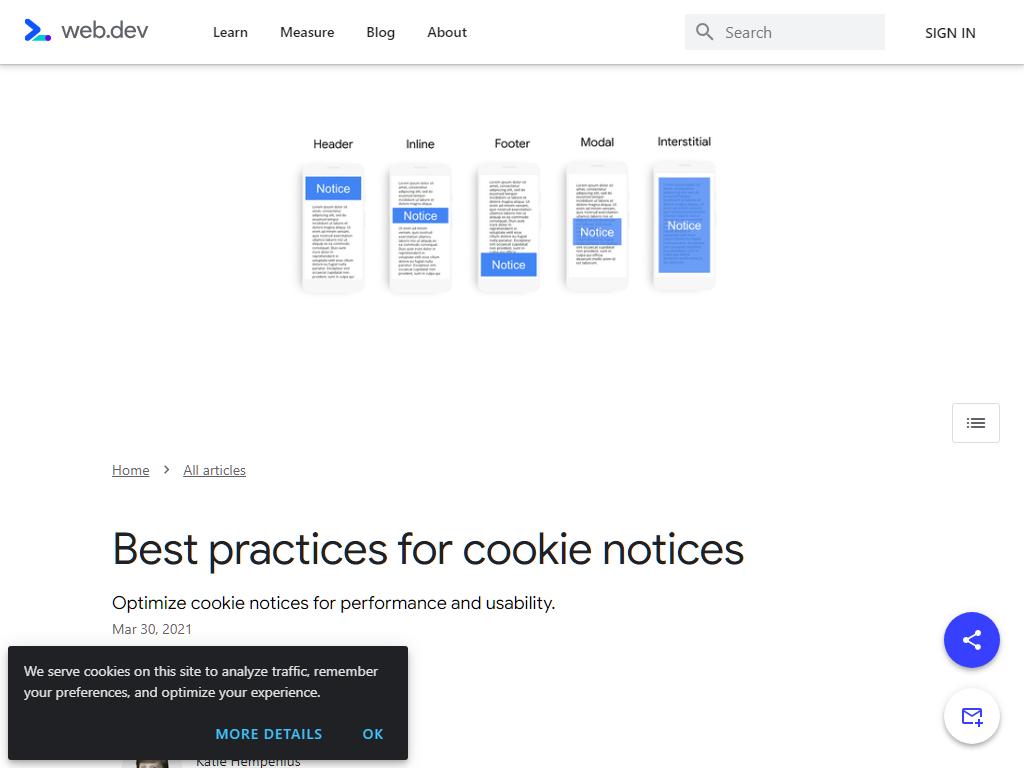 web.dev
Learn
Measure
Blog
About
Search
SIGN IN
Header
Inline
Footer
Modal
Interstitial
Notice
Notice
Notice
Notice
Notice
Home
All articles
Best practices for cookie notices
Optimize cookie notices for performance and usability.
Mar 30, 2021
We serve cookies on this site to analyze traffic, remember
your preferences, and optimize your experience.
MORE DETAILS
OK
Katie Hempenius